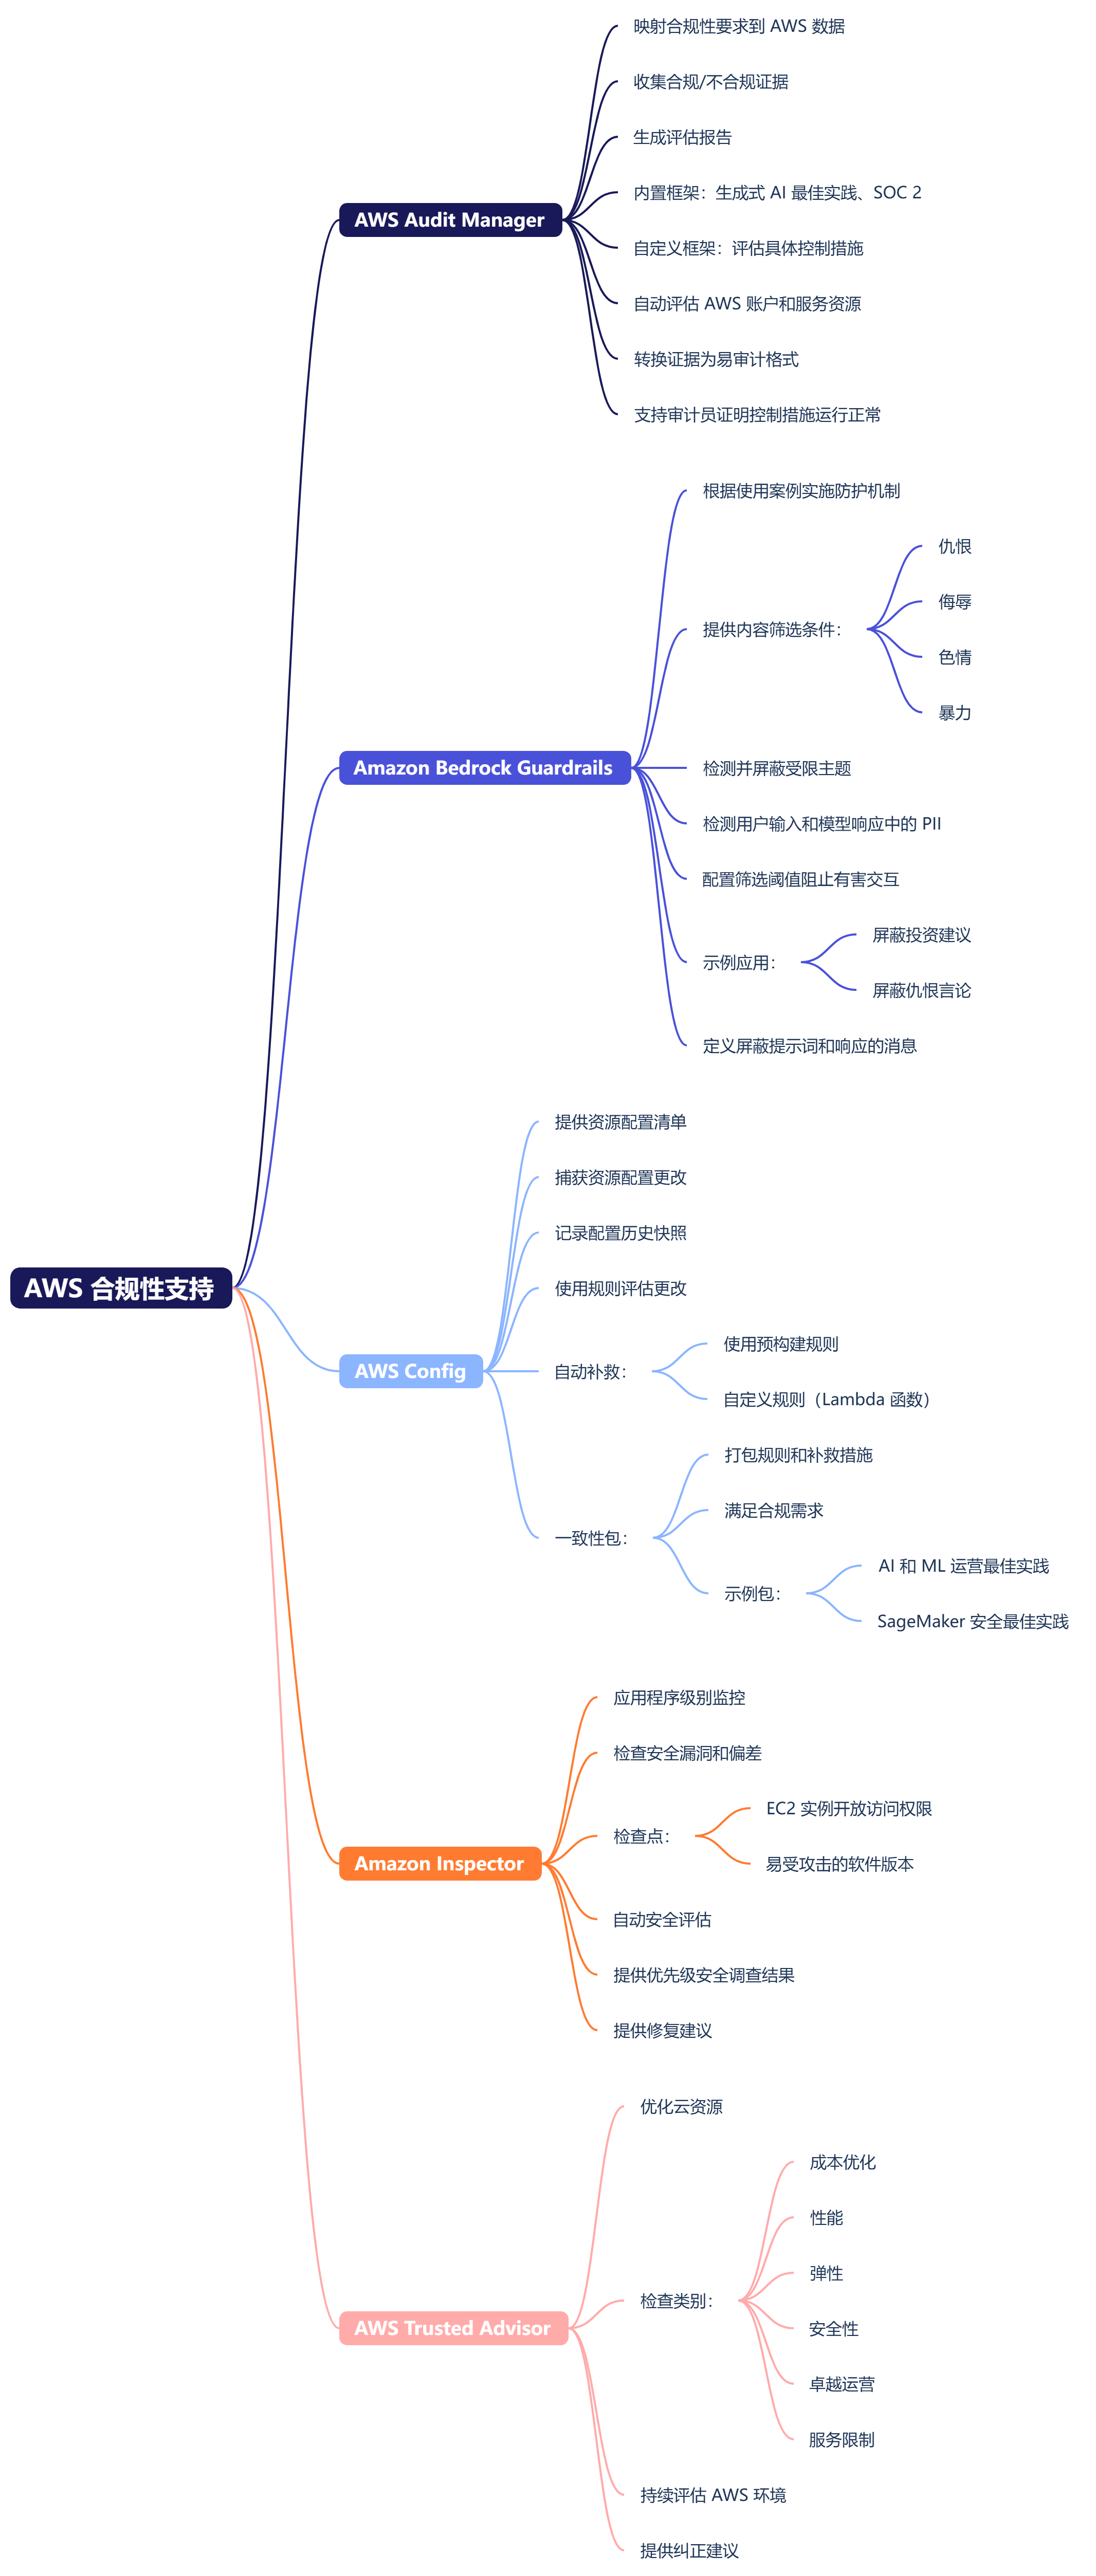 AWS 合规性支持
AWS Audit Manager
映射合规性要求到 AWS 数据
收集合规/不合规证据
生成评估报告
内置框架：生成式 AI 最佳实践、SOC 2
自定义框架：评估具体控制措施
自动评估 AWS 账户和服务资源
转换证据为易审计格式
支持审计员证明控制措施运行正常
Amazon Bedrock Guardrails
根据使用案例实施防护机制
提供内容筛选条件：
仇恨
侮辱
色情
暴力
检测并屏蔽受限主题
检测用户输入和模型响应中的 PII
配置筛选阈值阻止有害交互
示例应用：
屏蔽投资建议
屏蔽仇恨言论
定义屏蔽提示词和响应的消息
AWS Config
提供资源配置清单
捕获资源配置更改
记录配置历史快照
使用规则评估更改
自动补救：
使用预构建规则
自定义规则（Lambda 函数）
一致性包：
打包规则和补救措施
满足合规需求
示例包：
AI 和 ML 运营最佳实践
SageMaker 安全最佳实践
Amazon Inspector
应用程序级别监控
检查安全漏洞和偏差
检查点：
EC2 实例开放访问权限
易受攻击的软件版本
自动安全评估
提供优先级安全调查结果
提供修复建议
AWS Trusted Advisor
优化云资源
检查类别：
成本优化
性能
弹性
安全性
卓越运营
服务限制
持续评估 AWS 环境
提供纠正建议